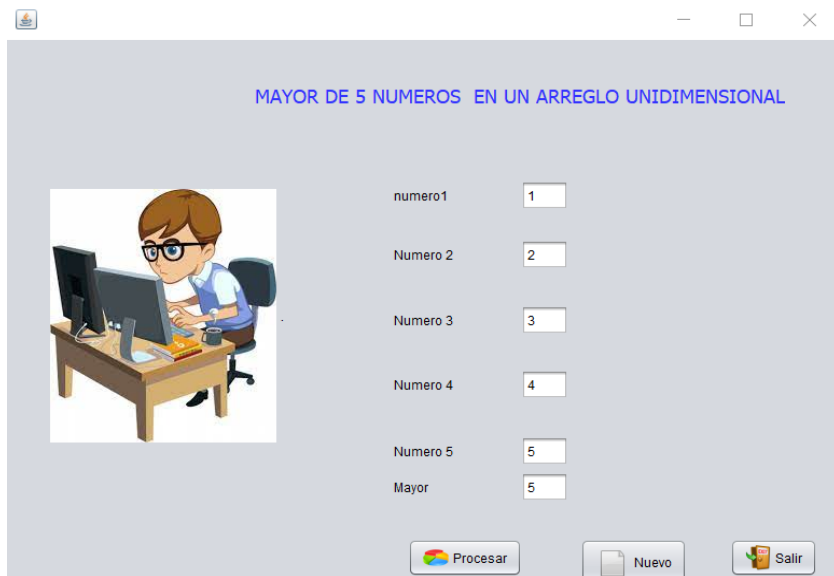 MAYOR DE 5 NUMEROS EN UN ARREGLO UNIDIMENSIONAL
numero1 1
Numero 2 2
Numero 3 3
Numero 4 4
Numero 5 5
Mayor 5
Procesar Nuevo Salir